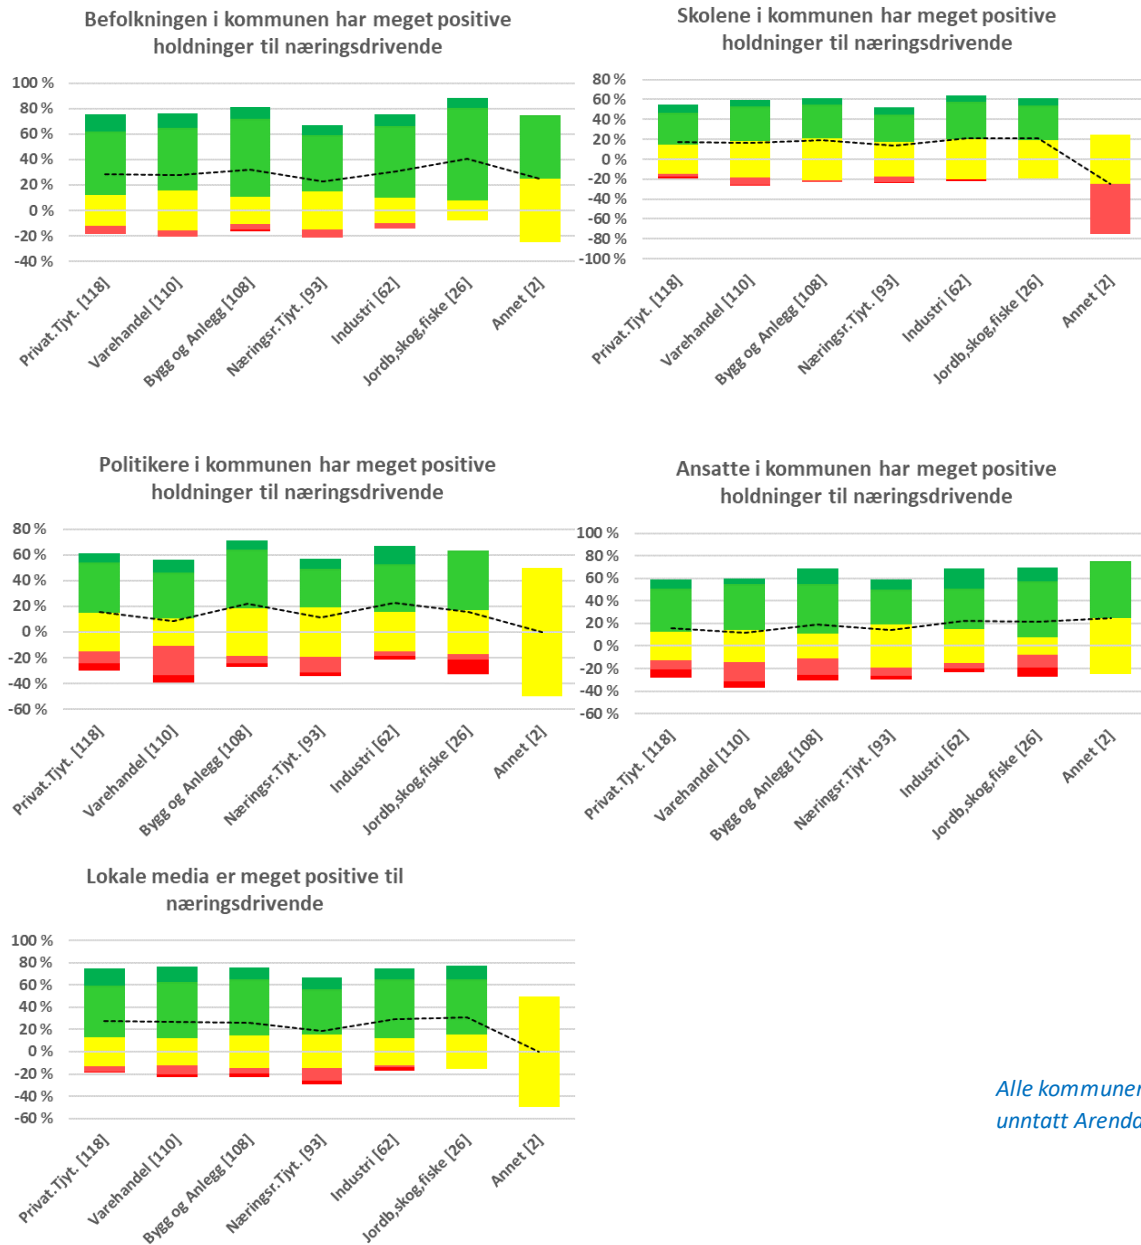 Befolkningen i kommunen har meget positive
holdninger til næringsdrivende
100 %
80 %
60 %
40 %
20 %
0 %
-20 %
-40 %
Privat.Tjyt. [118]
Varehandel [110]
Bygg og Anlegg [108]
Næringsr.Tjyt. [93]
Industri [62]
Jordb,skog,fiske [26]
Annet [2]
Skolene i kommunen har meget positive
holdninger til næringsdrivende
80 %
60 %
40 %
20 %
0 %
-20 %
-40 %
-60 %
-80 %
-100 %
Privat.Tjyt. [118]
Varehandel [110]
Bygg og Anlegg [108]
Næringsr.Tjyt. [93]
Industri [62]
Jordb,skog,fiske [26]
Annet [2]
Politikere i kommunen har meget positive
holdninger til næringsdrivende
80 %
60 %
40 %
20 %
0 %
-20 %
-40 %
-60 %
Privat.Tjyt. [118]
Varehandel [110]
Bygg og Anlegg [108]
Næringsr.Tjyt. [93]
Industri [62]
Jordb,skog,fiske [26]
Annet [2]
Ansatte i kommunen har meget positive
holdninger til næringsdrivende
100 %
80 %
60 %
40 %
20 %
0 %
-20 %
-40 %
-60 %
Privat.Tjyt. [118]
Varehandel [110]
Bygg og Anlegg [108]
Næringsr.Tjyt. [93]
Industri [62]
Jordb,skog,fiske [26]
Annet [2]
Lokale media er meget positive til
næringsdrivende
100 %
80 %
60 %
40 %
20 %
0 %
-20 %
-40 %
-60 %
Privat.Tjyt. [118]
Varehandel [110]
Bygg og Anlegg [108]
Næringsr.Tjyt. [93]
Industri [62]
Jordb,skog,fiske [26]
Annet [2]
Alle kommuner
unntatt Arenda